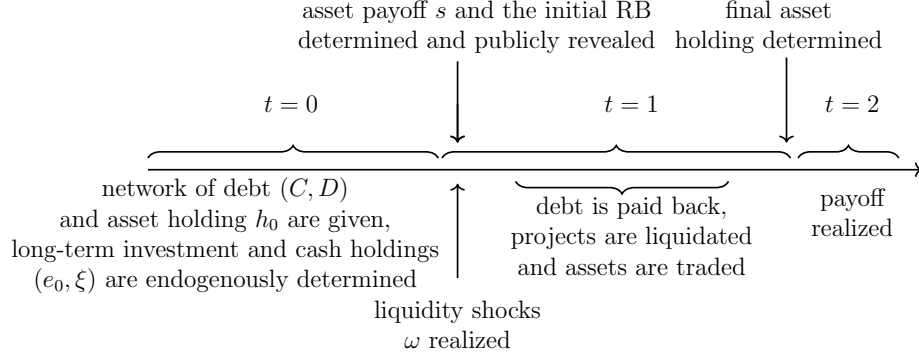 asset payoff s and the initial RB
determined and publicly revealed
final asset
holding determined
t = 0
t = 1
t = 2
network of debt (C, D)
and asset holding h₀ are given,
long-term investment and cash holdings
(e₀, ξ) are endogenously determined
debt is paid back,
projects are liquidated
and assets are traded
payoff
realized
liquidity shocks
ω realized